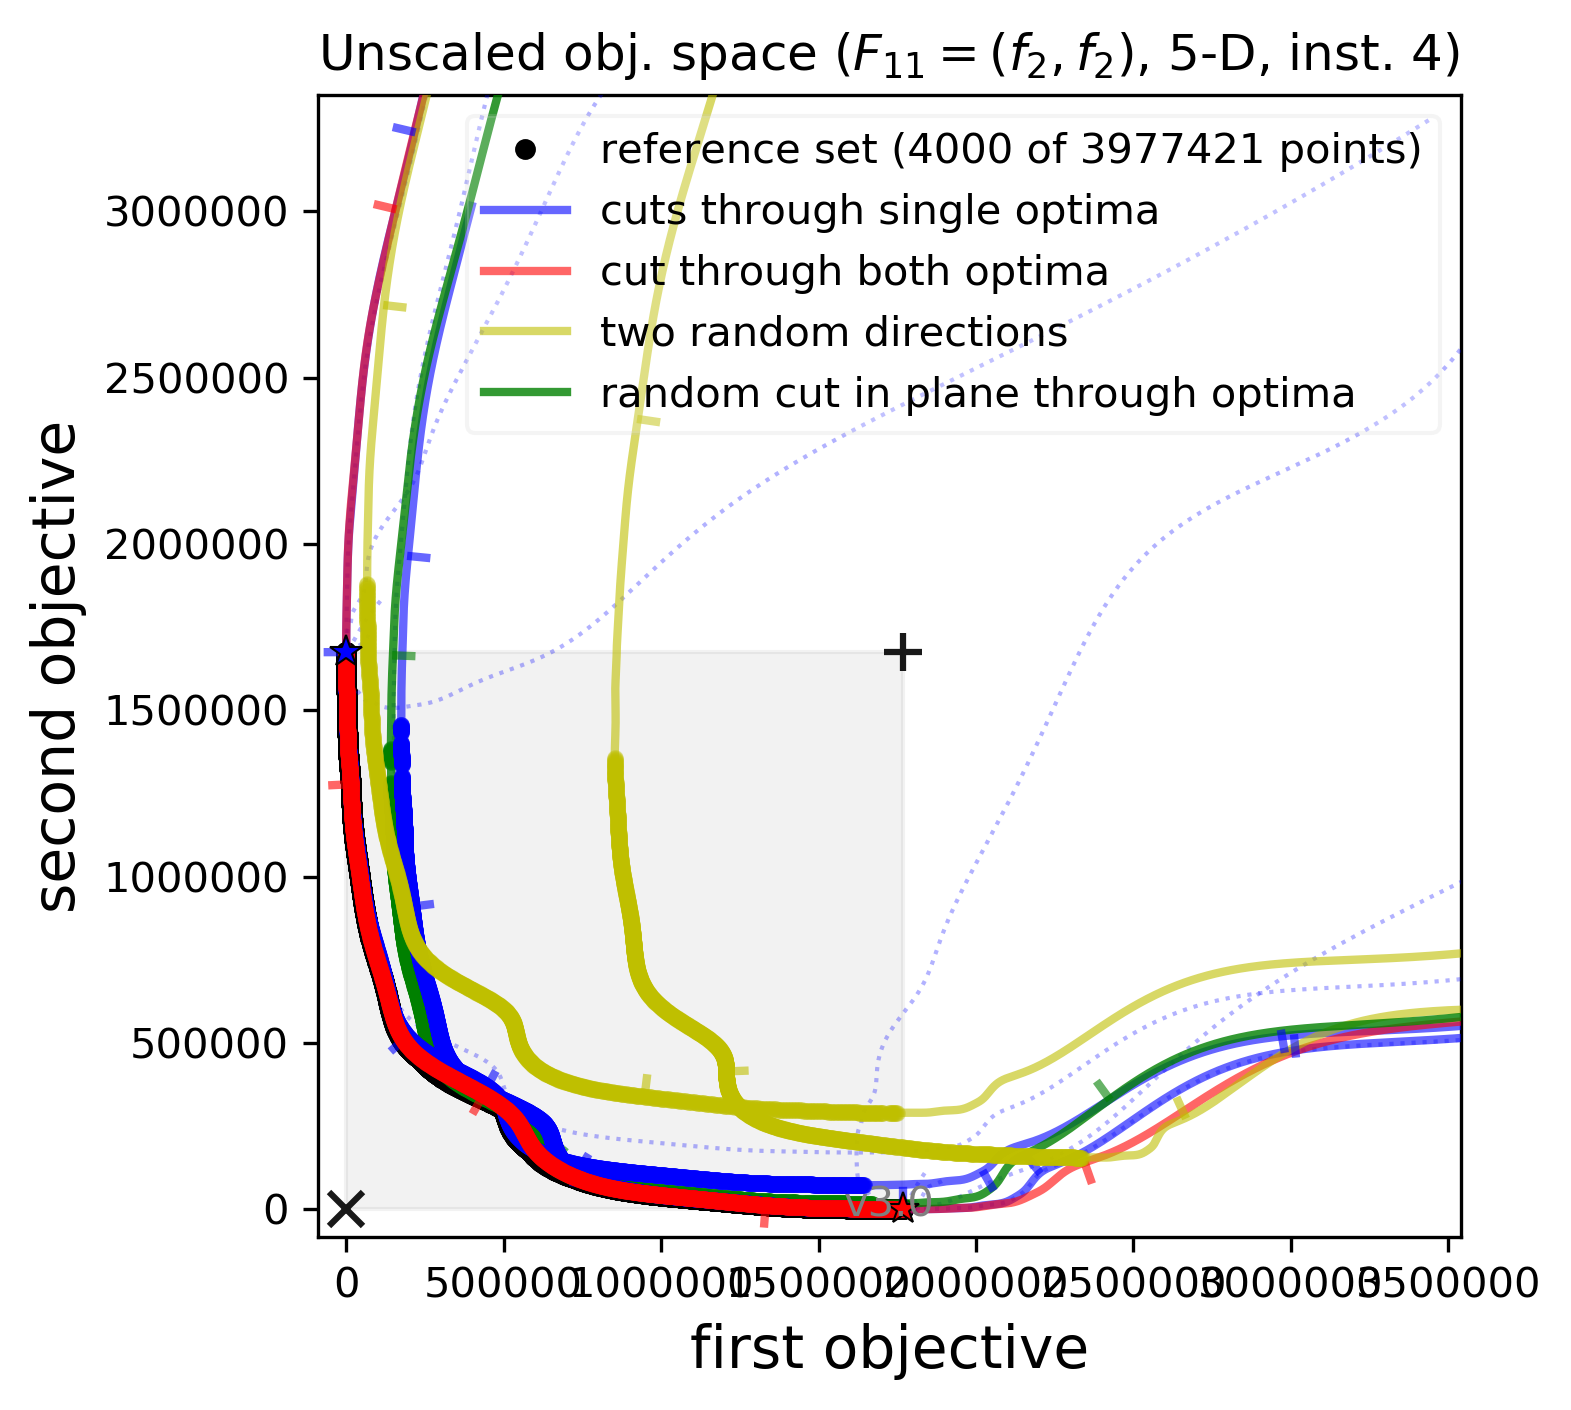 Unscaled obj. space (F₁₁ = (f₂, f₂), 5-D, inst. 4)
reference set (4000 of 3977421 points)
cuts through single optima
cut through both optima
two random directions
random cut in plane through optima
3000000
2500000
2000000
1500000
1000000
500000
0
second objective
v3.0
0 500000 1000000 1500000 2000000 2500000 3000000 3500000
first objective